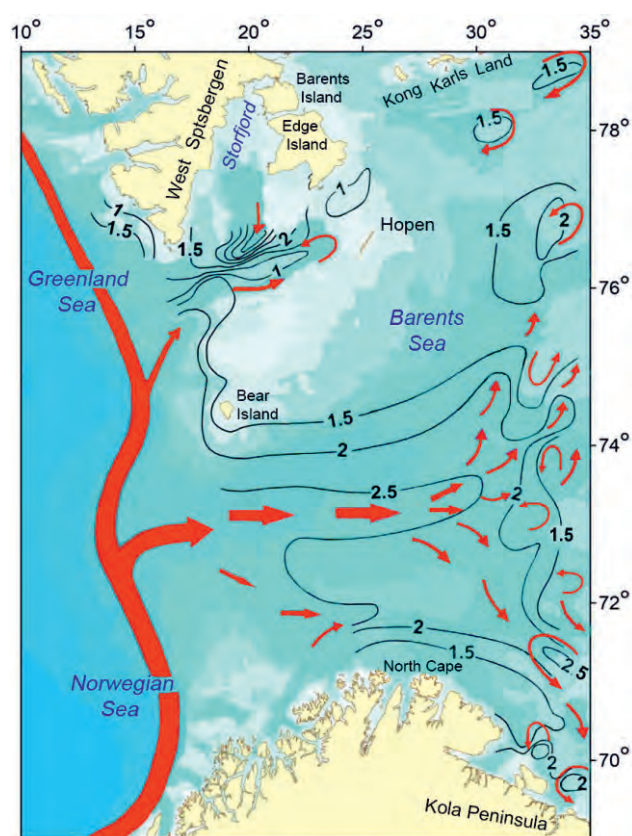 10° 15° 20° 25° 30° 35°
1.5
Barents
Island
Kong Karls Land
West Sptsbergen
Storfjord
Edge
Island
1.5
78°
1
1
1.5
1.5
2
Hopen
1.5
2
1
Greenland
Sea
76°
Barents
Sea
Bear
Island
1.5
2
74°
2.5
2
1.5
72°
2
1.5
2.5
North Cape
Norwegian
Sea
2
70°
2
Kola Peninsula